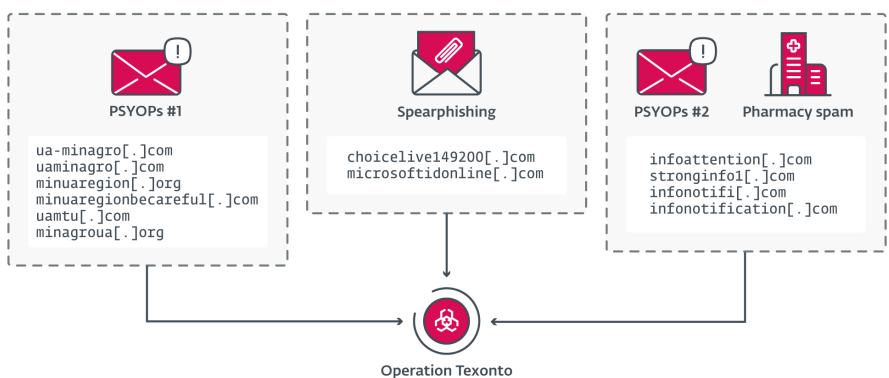 !
PSYOPs #1
ua-minagro[.]com
uaminagro[.]com
minuaregion[.]org
minuaregionbecareful[.]com
uamtu[.]com
minagroua[.]org
Spearphishing
choicelive149200[.]com
microsoftidonline[.]com
!
PSYOPs #2
Pharmacy spam
infoattention[.]com
stronginfo1[.]com
infonotifi[.]com
infonotification[.]com
Operation Texonto